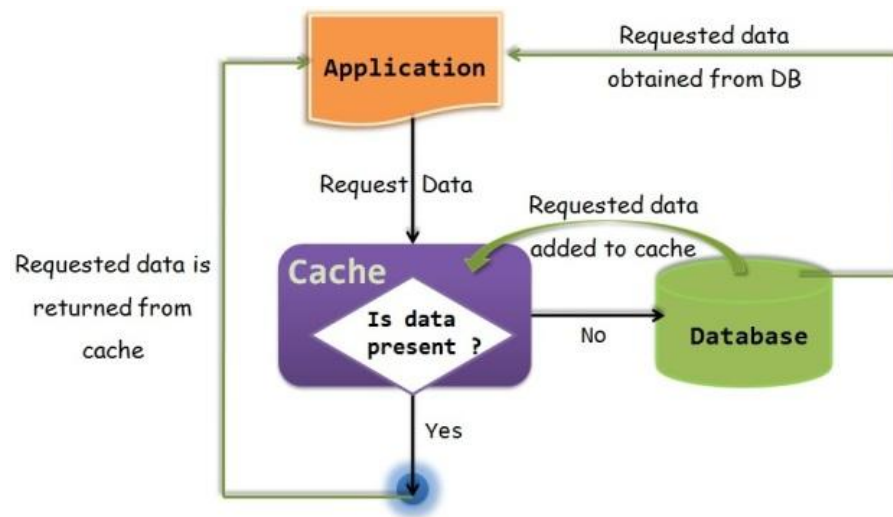 Application
Requested data
obtained from DB
Request Data
Requested data
added to cache
Requested data is
returned from
cache
Cache
Is data
present ?
No
Database
Yes